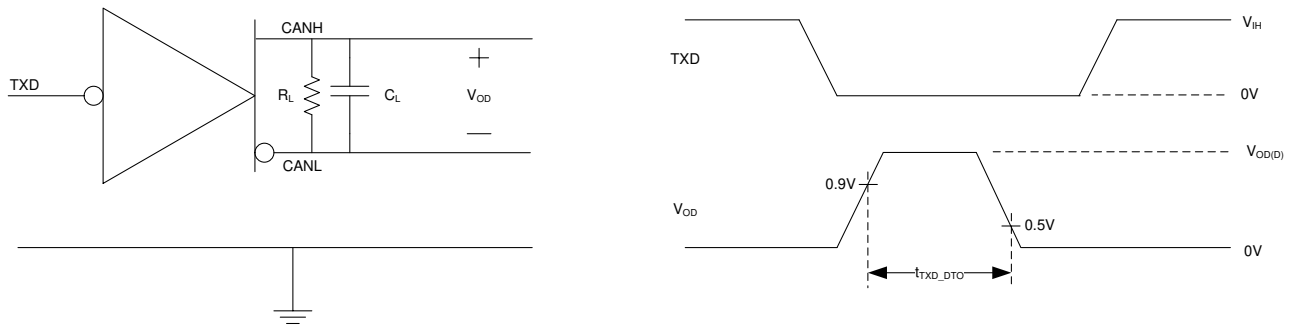 CANH
TXD
R_L
C_L
+
V_OD
—
CANL
TXD
V_IH
0V
V_OD
0.9V
V_OD(D)
0.5V
0V
t_TXD_DTO